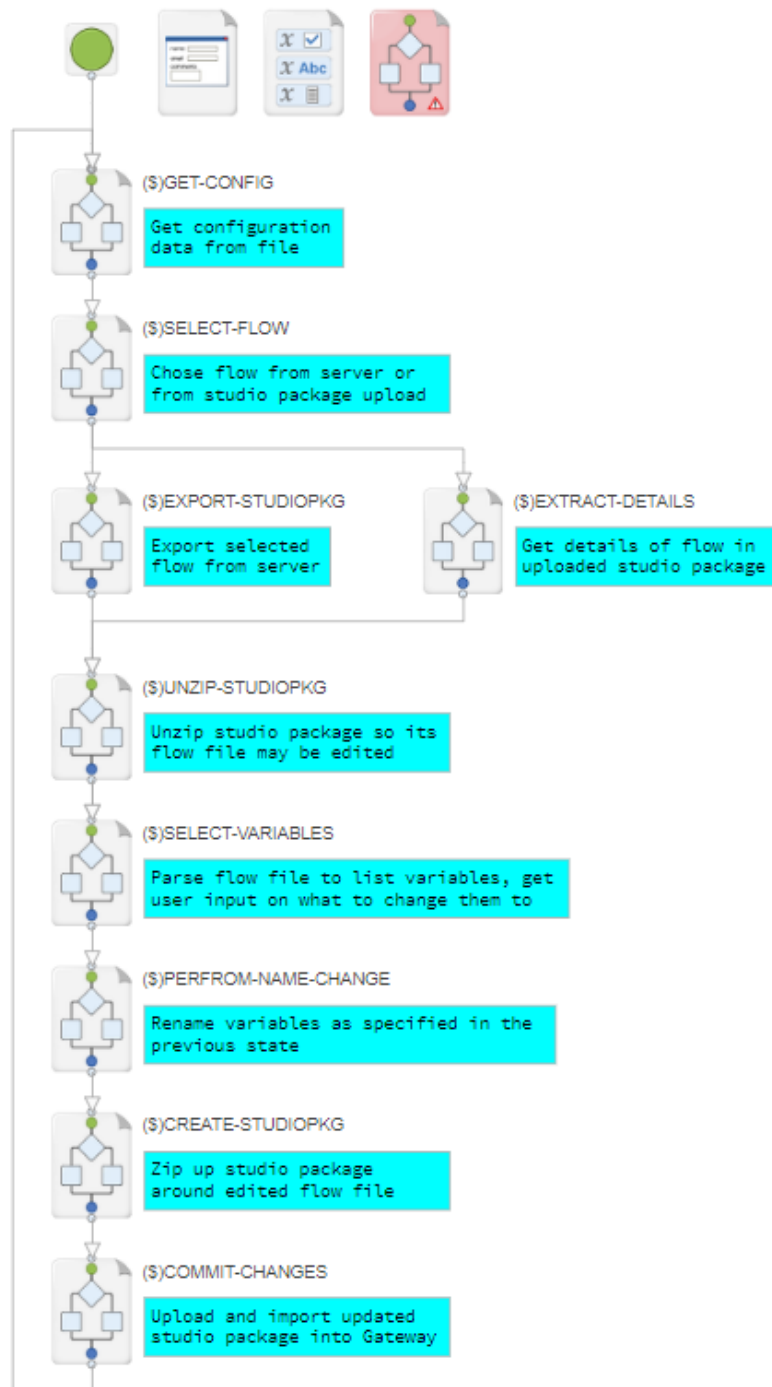 name
email
comments
x
x Abc
x
($)GET-CONFIG
Get configuration
data from file
($)SELECT-FLOW
Chose flow from server or
from studio package upload
($)EXPORT-STUDIOPKG
Export selected
flow from server
($)EXTRACT-DETAILS
Get details of flow in
uploaded studio package
($)UNZIP-STUDIOPKG
Unzip studio package so its
flow file may be edited
($)SELECT-VARIABLES
Parse flow file to list variables, get
user input on what to change them to
($)PERFROM-NAME-CHANGE
Rename variables as specified in the
previous state
($)CREATE-STUDIOPKG
Zip up studio package
around edited flow file
($)COMMIT-CHANGES
Upload and import updated
studio package into Gateway